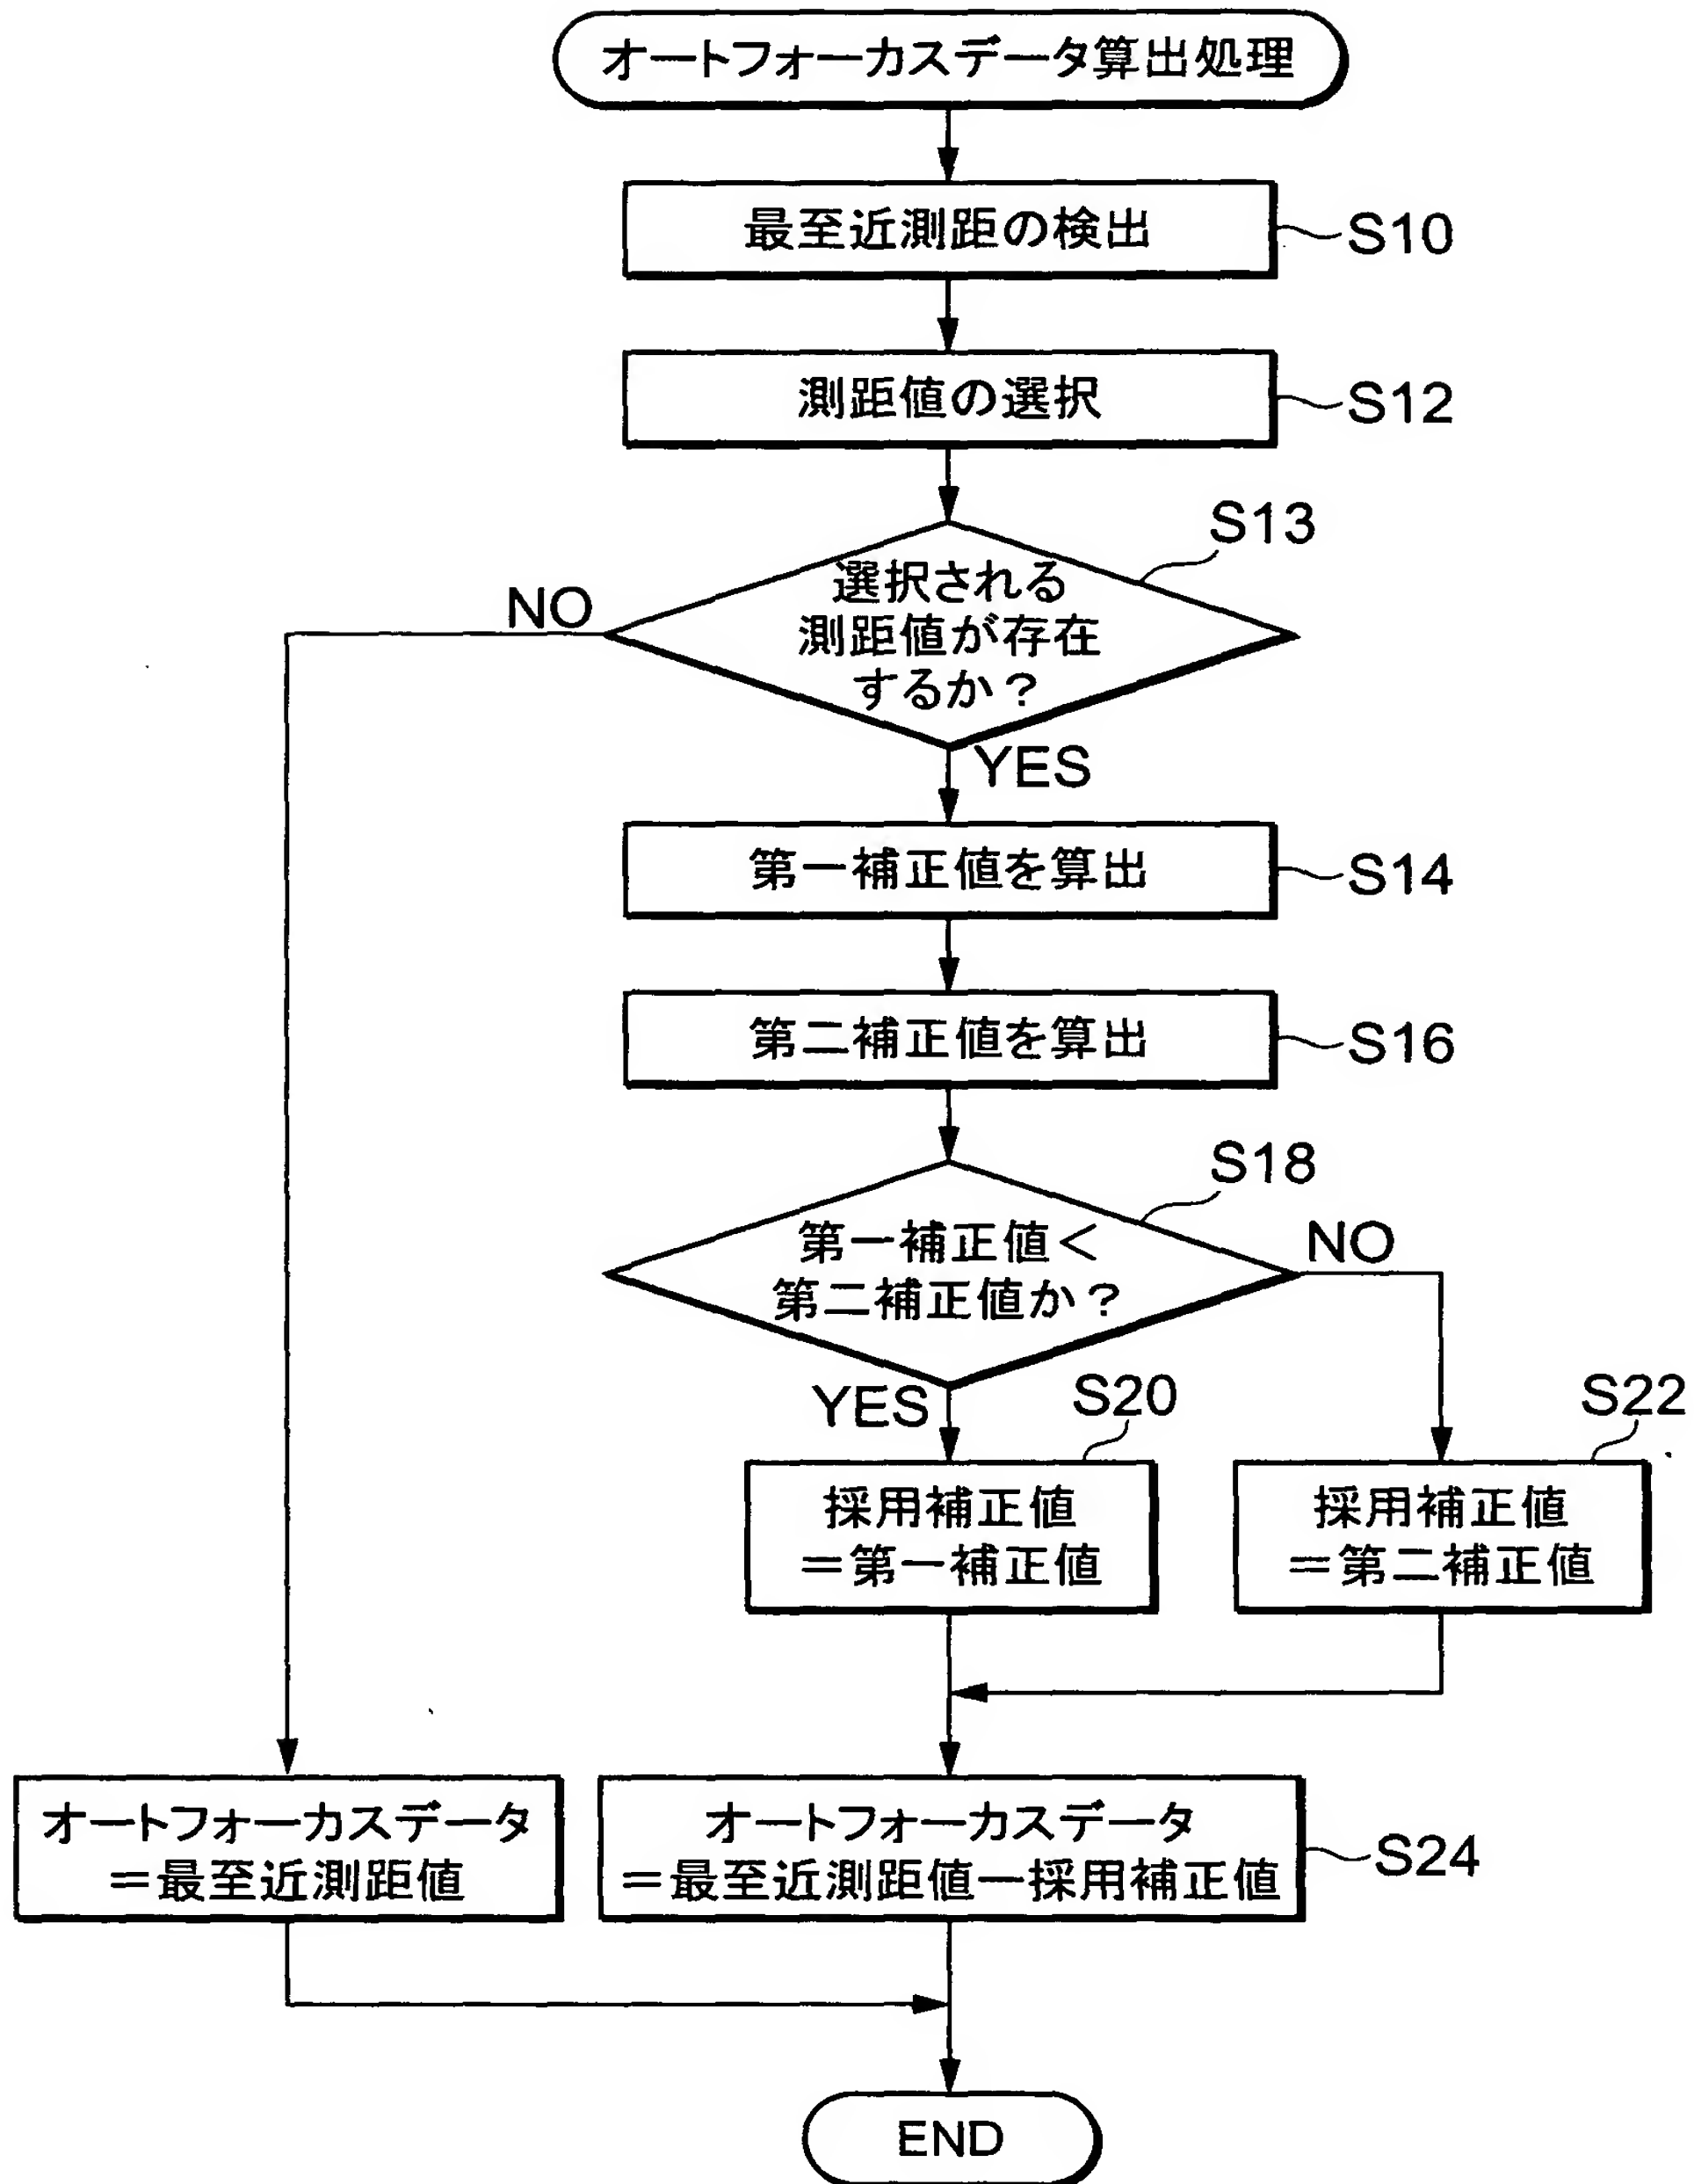 オートフォーカスデータ算出処理
最至近測距の検出
S10
測距値の選択
S12
S13
選択される
測距値が存在
するか？
NO
YES
第一補正値を算出
S14
第二補正値を算出
S16
S18
第一補正値＜
第二補正値か？
NO
YES
S20
S22
採用補正値
＝第一補正値
採用補正値
＝第二補正値
オートフォーカスデータ
＝最至近測距値
オートフォーカスデータ
＝最至近測距値－採用補正値
S24
END